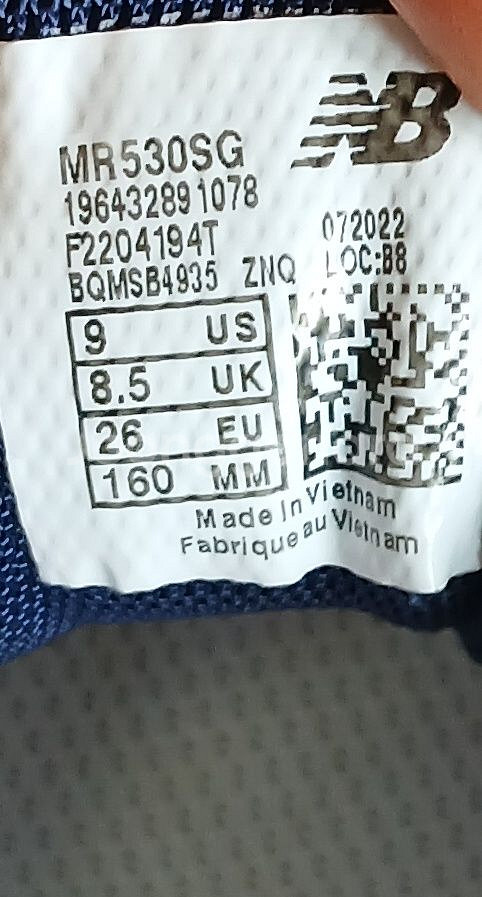 NB
MR530SG
196432891078
F2204194T 072022
BQMSB4935 ZNQ LOC:B8
9 US
8.5 UK
26 EU
160 MM
Made In Vietnam
Fabrique au Vietnam